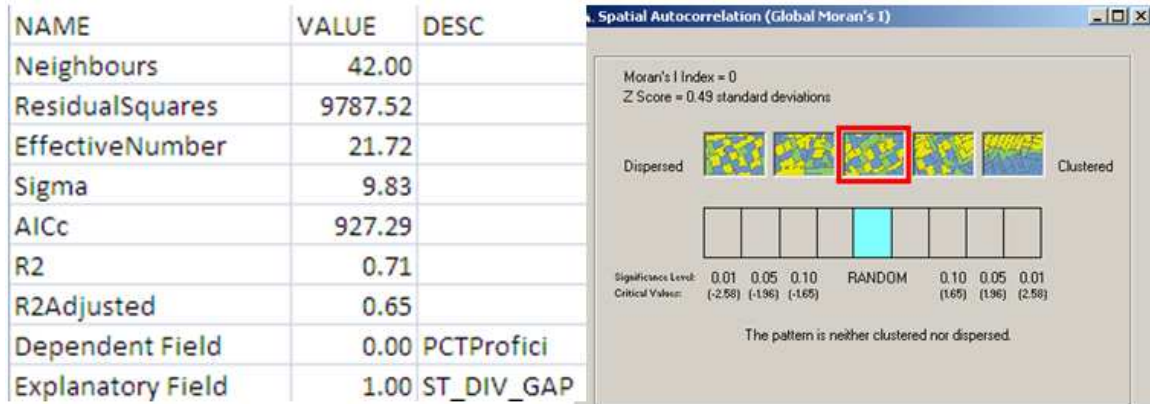 NAME VALUE DESC
Neighbours 42.00
ResidualSquares 9787.52
EffectiveNumber 21.72
Sigma 9.83
AICc 927.29
R2 0.71
R2Adjusted 0.65
Dependent Field 0.00 PCTProfici
Explanatory Field 1.00 ST_DIV_GAP
Spatial Autocorrelation (Global Moran's I)
Moran's I Index = 0
Z Score = 0.49 standard deviations
Dispersed Clustered
Significance Level: 0.01 0.05 0.10 RANDOM 0.10 0.05 0.01
Critical Values: (-2.58) (-1.96) (-1.65) (1.65) (1.96) (2.58)
The pattern is neither clustered nor dispersed.